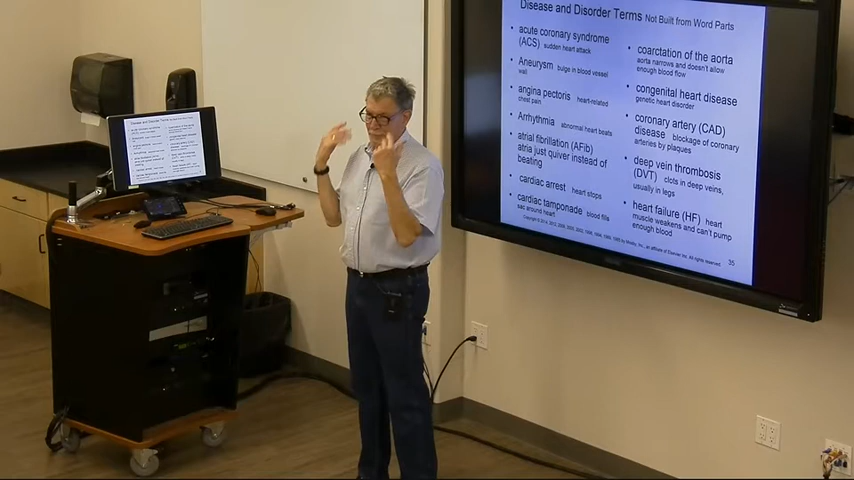 Disease and Disorder Terms Not Built from Word Parts
• acute coronary syndrome
(ACS) sudden heart attack
• Aneurysm bulge in blood vessel
wall
• angina pectoris heart-related
chest pain
• Arrhythmia abnormal heart beats
• atrial fibrillation (AFib)
atria just quiver instead of
beating
• cardiac arrest heart stops
• cardiac tamponade blood fills
sac around heart
• coarctation of the aorta
aorta narrows and doesn't allow
enough blood flow
• congenital heart disease
genetic heart disorder
• coronary artery (CAD)
disease blockage of coronary
arteries by plaques
• deep vein thrombosis
(DVT) clots in deep veins,
usually in legs
• heart failure (HF) heart
muscle weakens and can't pump
enough blood
35
Disease and Disorder Terms